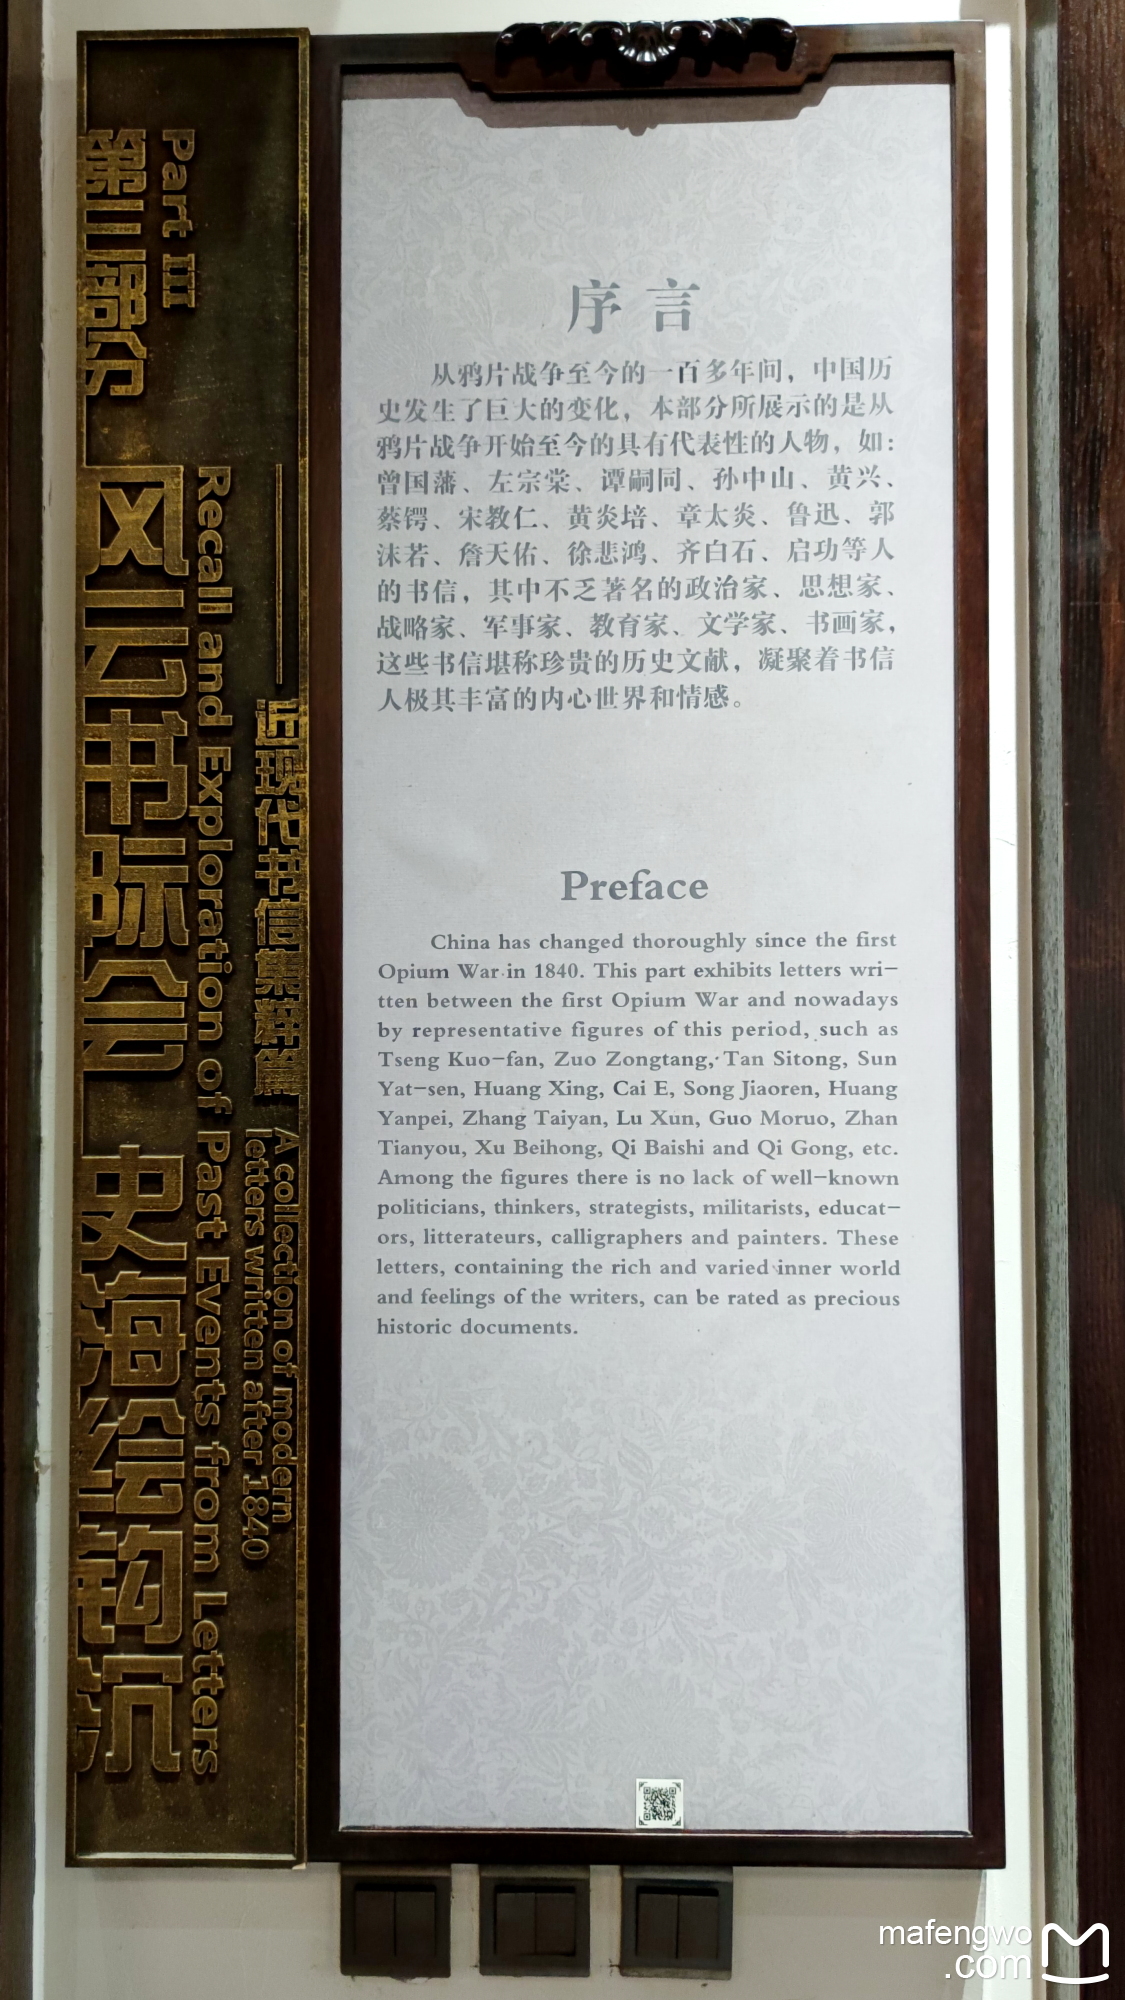 第三部分
Part III
风云书际会 史海绘钩沉
Recall and Exploration of Past Events from Letters
——近现代书信集群篇
A collection of modern
letters written after 1840
序言
从鸦片战争至今的一百多年间，中国历
史发生了巨大的变化，本部分所展示的是从
鸦片战争开始至今的具有代表性的人物，如：
曾国藩、左宗棠、谭嗣同、孙中山、黄兴、
蔡锷、宋教仁、黄炎培、章太炎、鲁迅、郭
沫若、詹天佑、徐悲鸿、齐白石、启功等人
的书信，其中不乏著名的政治家、思想家、
战略家、军事家、教育家、文学家、书画家，
这些书信堪称珍贵的历史文献，凝聚着书信
人极其丰富的内心世界和情感。
Preface
China has changed thoroughly since the first
Opium War in 1840. This part exhibits letters wri-
tten between the first Opium War and nowadays
by representative figures of this period, such as
Tseng Kuo-fan, Zuo Zongtang, Tan Sitong, Sun
Yat-sen, Huang Xing, Cai E, Song Jiaoren, Huang
Yanpei, Zhang Taiyan, Lu Xun, Guo Moruo, Zhan
Tianyou, Xu Beihong, Qi Baishi and Qi Gong, etc.
Among the figures there is no lack of well-known
politicians, thinkers, strategists, militarists, educat-
ors, litterateurs, calligraphers and painters. These
letters, containing the rich and varied inner world
and feelings of the writers, can be rated as precious
historic documents.
mafengwo
.com